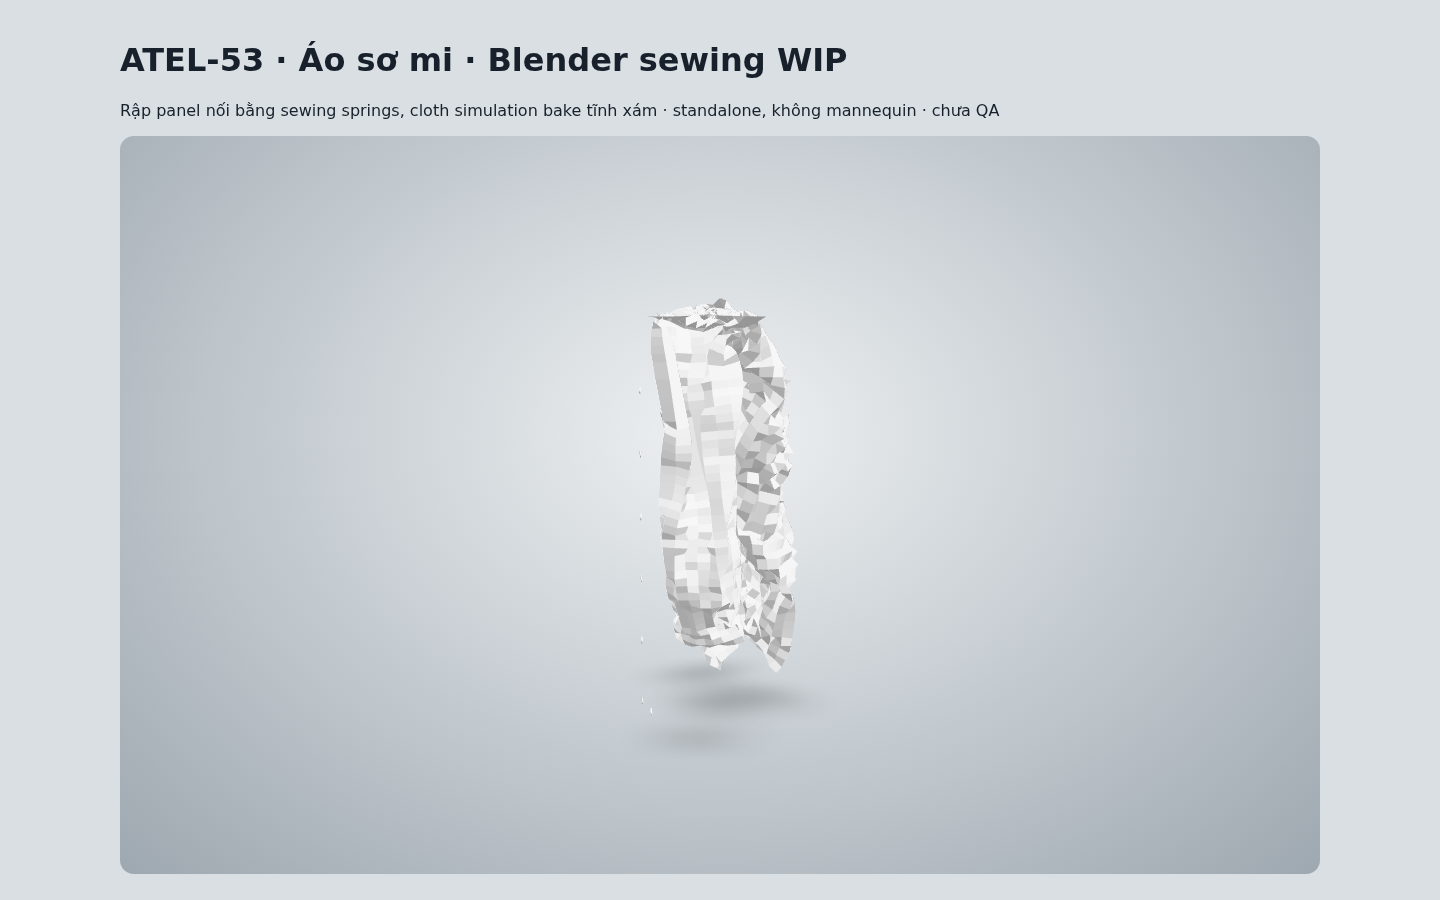 ATEL-53 · Áo sơ mi · Blender sewing WIP
Rập panel nối bằng sewing springs, cloth simulation bake tĩnh xám · standalone, không mannequin · chưa QA